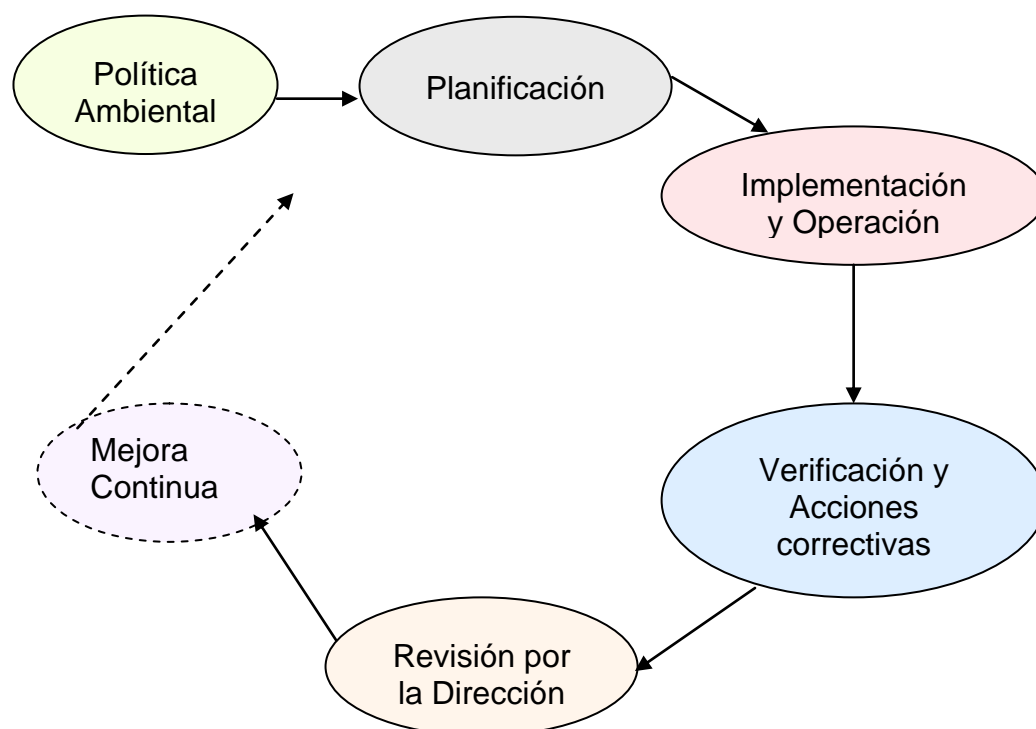 Política
Ambiental
Planificación
Implementación
y Operación
Verificación y
Acciones
correctivas
Revisión por
la Dirección
Mejora
Continua